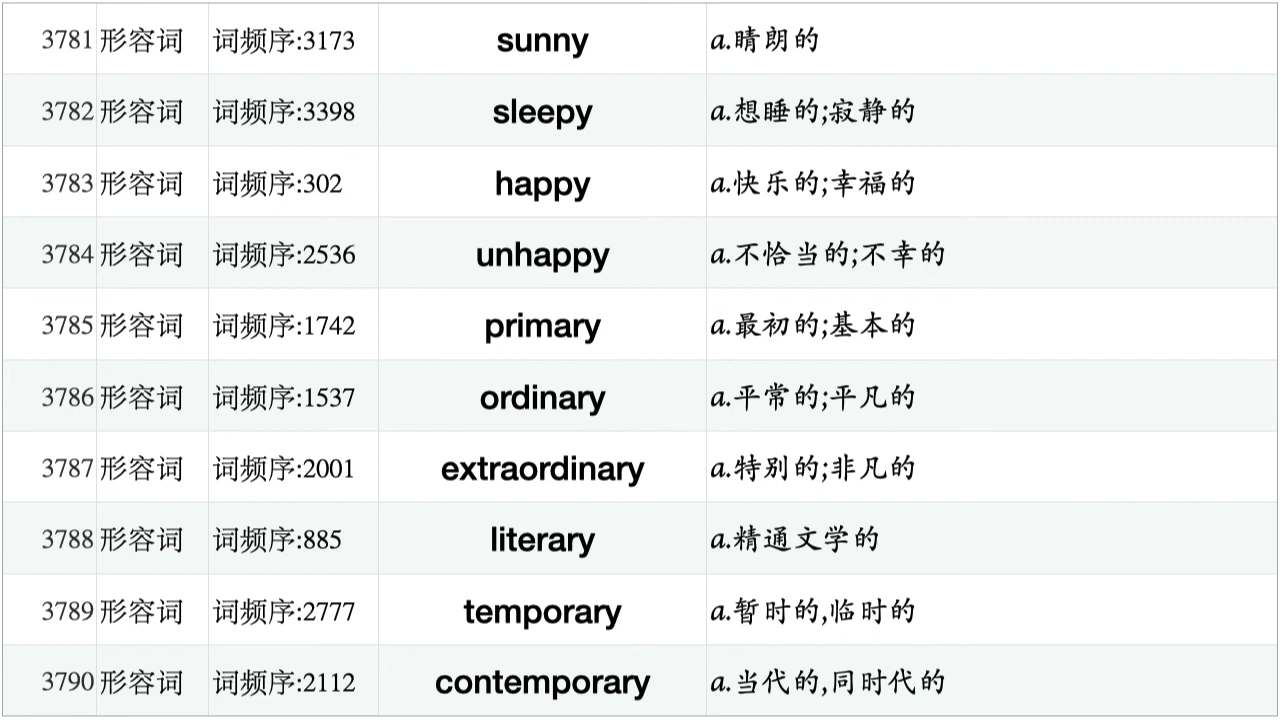 3781 形容词 词频序:3173 sunny a.晴朗的
3782 形容词 词频序:3398 sleepy a.想睡的;寂静的
3783 形容词 词频序:302 happy a.快乐的;幸福的
3784 形容词 词频序:2536 unhappy a.不恰当的;不幸的
3785 形容词 词频序:1742 primary a.最初的;基本的
3786 形容词 词频序:1537 ordinary a.平常的;平凡的
3787 形容词 词频序:2001 extraordinary a.特别的;非凡的
3788 形容词 词频序:885 literary a.精通文学的
3789 形容词 词频序:2777 temporary a.暂时的,临时的
3790 形容词 词频序:2112 contemporary a.当代的,同时代的